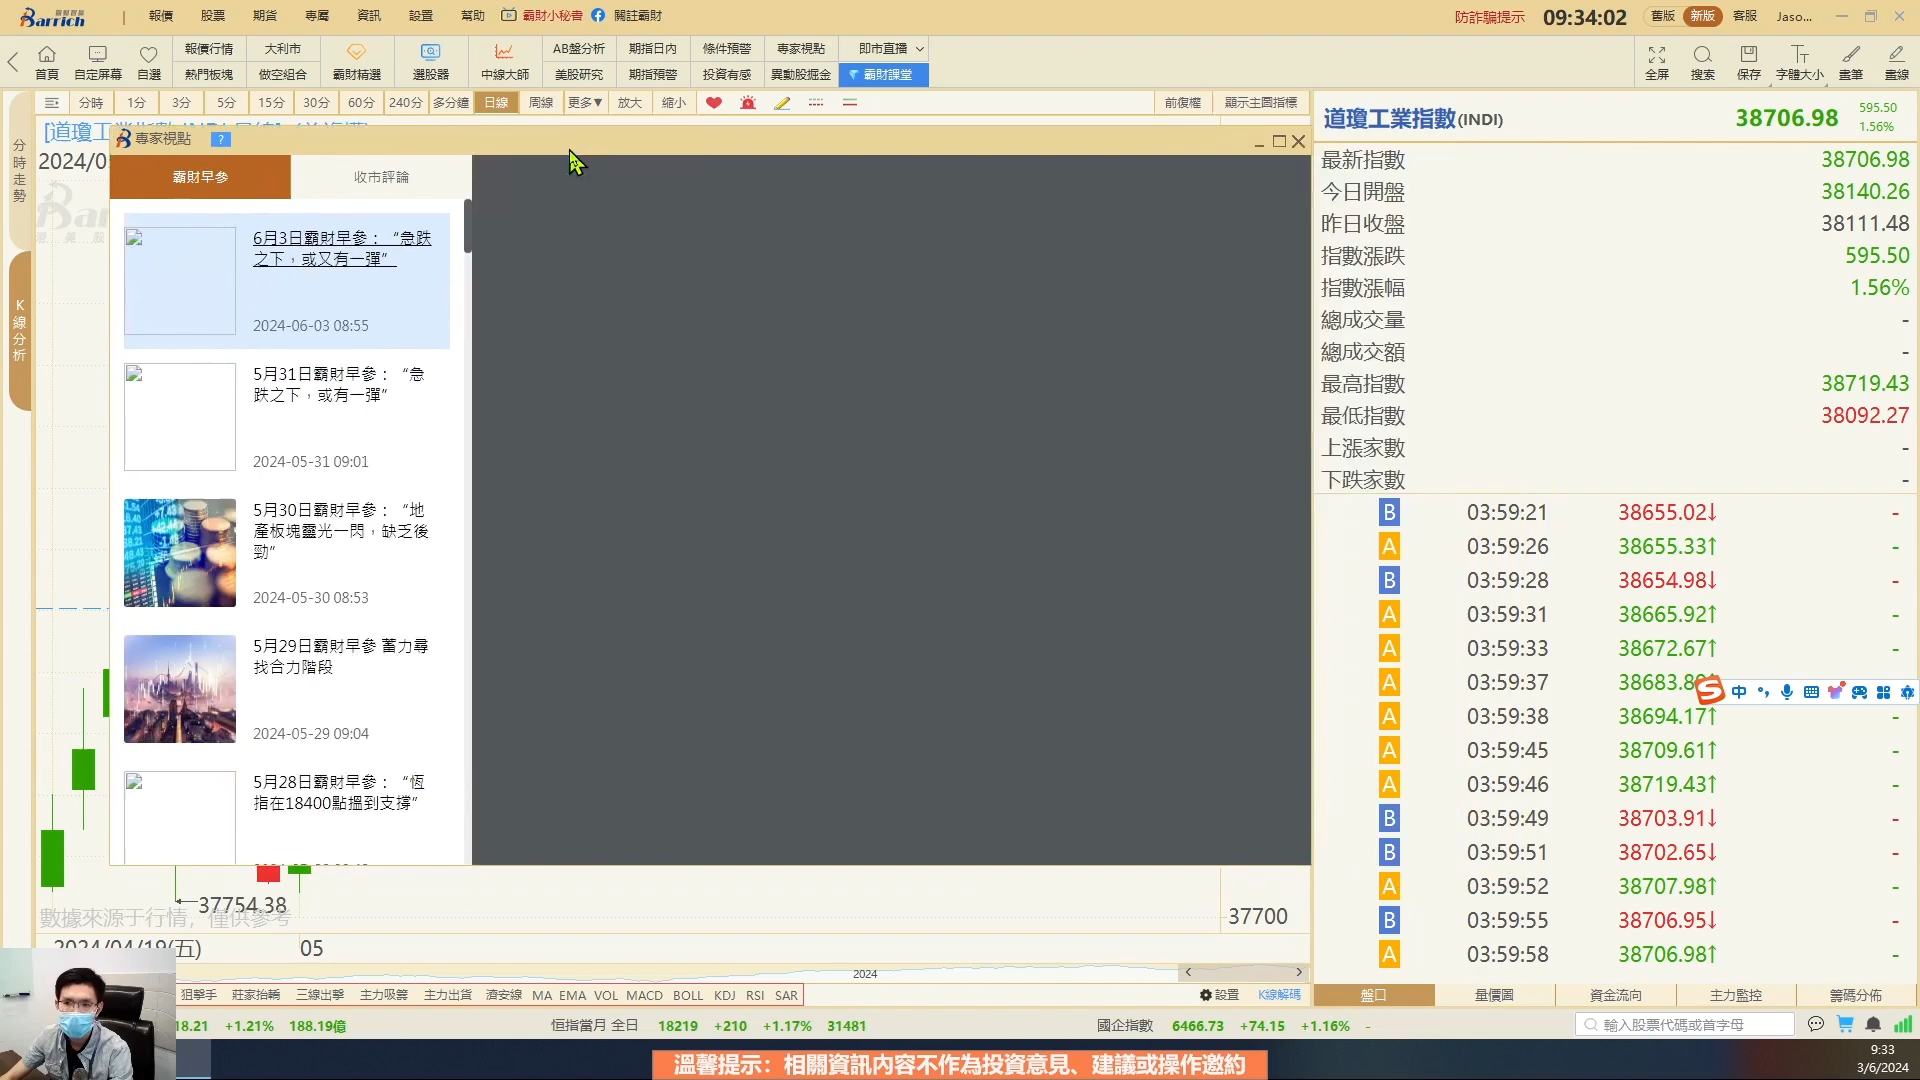 Barrich 報價 股票 期貨 專屬 資訊 設置 幫助 霸財小秘書 關註霸財 防詐騙提示 09:34:02 舊版 新版 客服 Jaso...
首頁 自定屏幕 自選 報價行情 大利市 霸財精選 選股器 中線大師 AB盤分析 期指日內 條件預警 專家視點 即市直播 全屏 搜索 保存 字體大小 畫筆 畫線
熱門板塊 做空組合 美股研究 期指預警 投資有感 異動股掘金 霸財課堂
分時 1分 3分 5分 15分 30分 60分 240分 多分鐘 日線 周線 更多▼ 放大 縮小 前復權 顯示主圖指標
分時走勢
K線分析
2024/0
專家視點 ?
霸財早參 收市評論
6月3日霸財早參：“急跌
之下，或又有一彈”
2024-06-03 08:55
5月31日霸財早參：“急
跌之下，或有一彈”
2024-05-31 09:01
5月30日霸財早參：“地
產板塊靈光一閃，缺乏後
勁”
2024-05-30 08:53
5月29日霸財早參 蓄力尋
找合力階段
2024-05-29 09:04
5月28日霸財早參：“恆
指在18400點搵到支撐”
37754.38
數據來源于行情，僅供參考
37700
2024/04/19(五) 05
2024
狙擊手 莊家抬轎 三線出擊 主力吸籌 主力出貨 濟安線 MA EMA VOL MACD BOLL KDJ RSI SAR 設置 K線解碼
道瓊工業指數(INDI) 38706.98 595.50
1.56%
最新指數 38706.98
今日開盤 38140.26
昨日收盤 38111.48
指數漲跌 595.50
指數漲幅 1.56%
總成交量 -
總成交額 -
最高指數 38719.43
最低指數 38092.27
上漲家數 -
下跌家數 -
B 03:59:21 38655.02↓ -
A 03:59:26 38655.33↑ -
B 03:59:28 38654.98↓ -
A 03:59:31 38665.92↑ -
A 03:59:33 38672.67↑ -
A 03:59:37 38683.8
S 中
A 03:59:38 38694.17↑ -
A 03:59:45 38709.61↑ -
A 03:59:46 38719.43↑ -
B 03:59:49 38703.91↓ -
B 03:59:51 38702.65↓ -
A 03:59:52 38707.98↑ -
B 03:59:55 38706.95↓ -
A 03:59:58 38706.98↑ -
盤口 量價圖 資金流向 主力監控 籌碼分佈
18.21 +1.21% 188.19億 恒指當月 全日 18219 +210 +1.17% 31481 國企指數 6466.73 +74.15 +1.16% - 輸入股票代碼或首字母
溫馨提示：相關資訊內容不作為投資意見、建議或操作邀約
9:33
3/6/2024